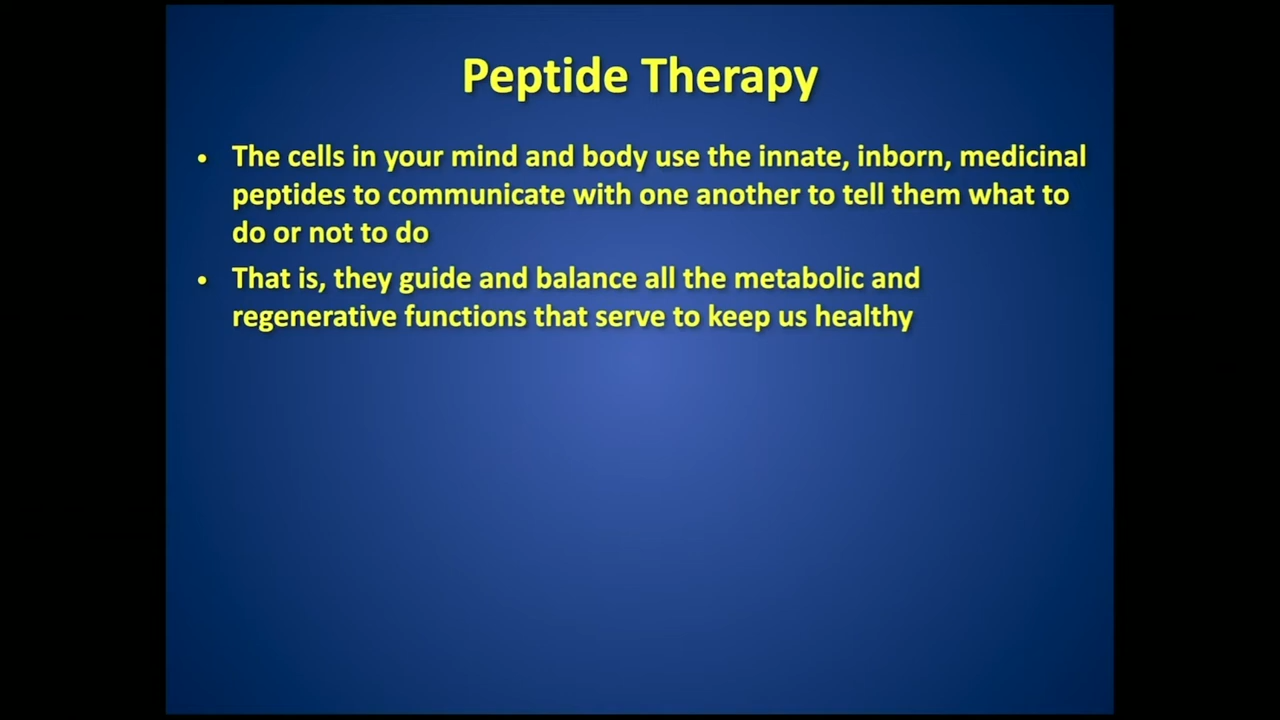 Peptide Therapy
• The cells in your mind and body use the innate, inborn, medicinal
peptides to communicate with one another to tell them what to
do or not to do
• That is, they guide and balance all the metabolic and
regenerative functions that serve to keep us healthy